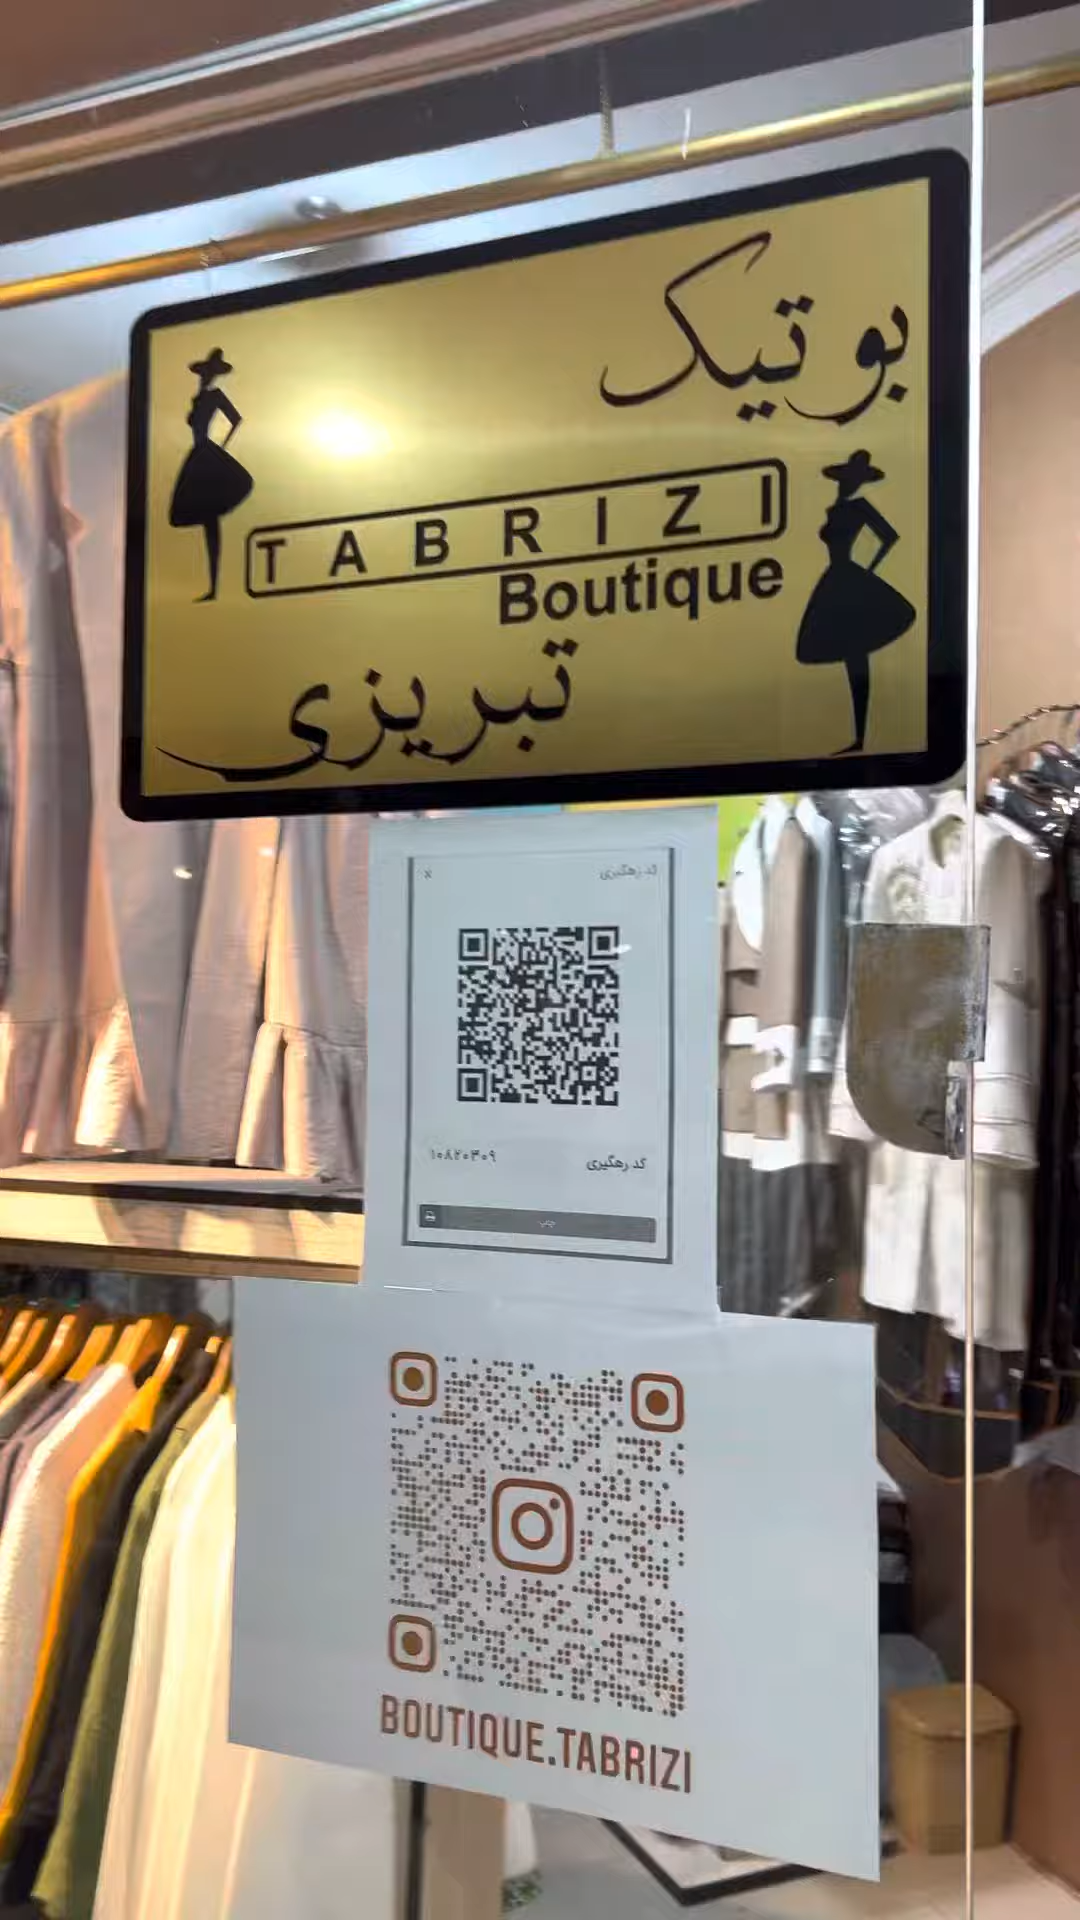 بوتیک
TABRIZI
Boutique
تبریزی
کد رهگیری x
کد رهگیری ۱۰۸۲۰۳۰۹
چاپ
BOUTIQUE.TABRIZI